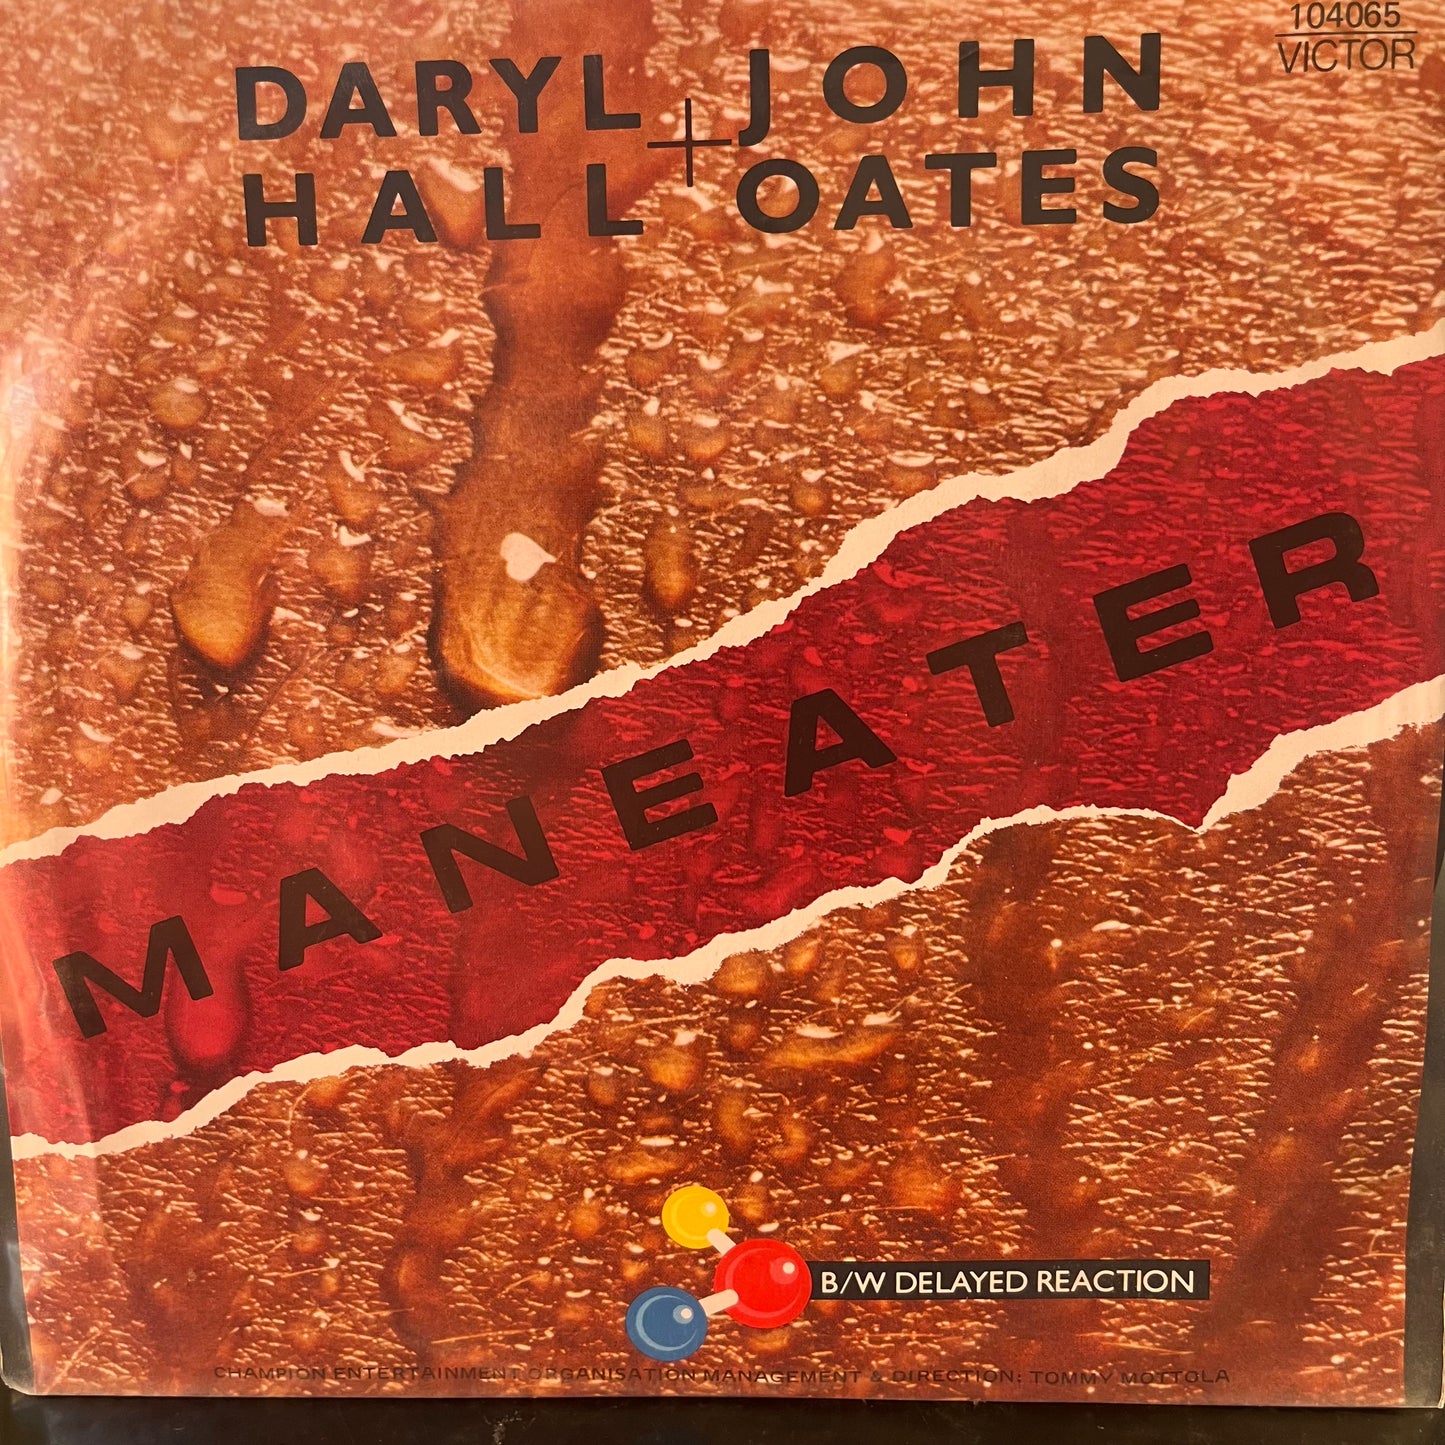 104065
VICTOR
DARYL HALL + JOHN OATES
MANEATER
B/W DELAYED REACTION
CHAMPION ENTERTAINMENT ORGANISATION MANAGEMENT & DIRECTION: TOMMY MOTTOLA